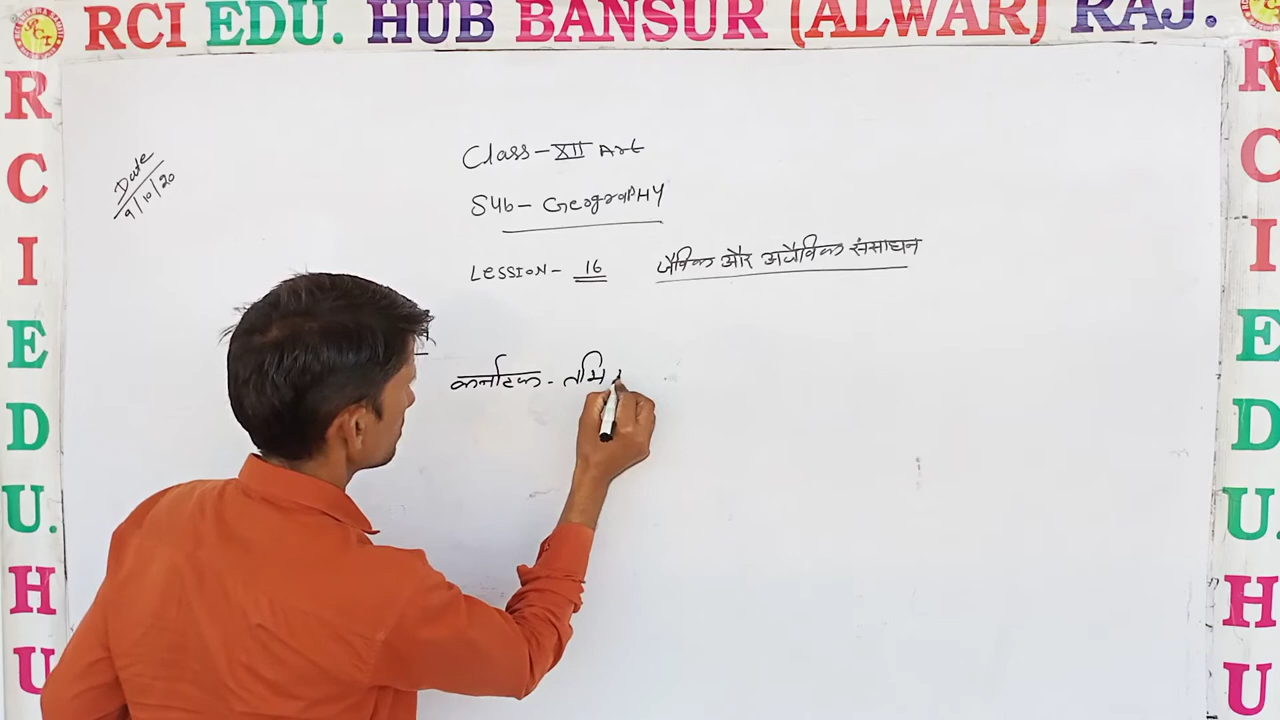 RCI EDU. HUB BANSUR (ALWAR) RAJ.
R
C
I
E
D
U.
H
U
Date
9/10/20
Class-XII Art
Sub- GeograPHY
LESSION- 16 जैविक और अजैविक संसाधन
कर्नाटक - तमि
R
C
I
E
D
U.
H
U